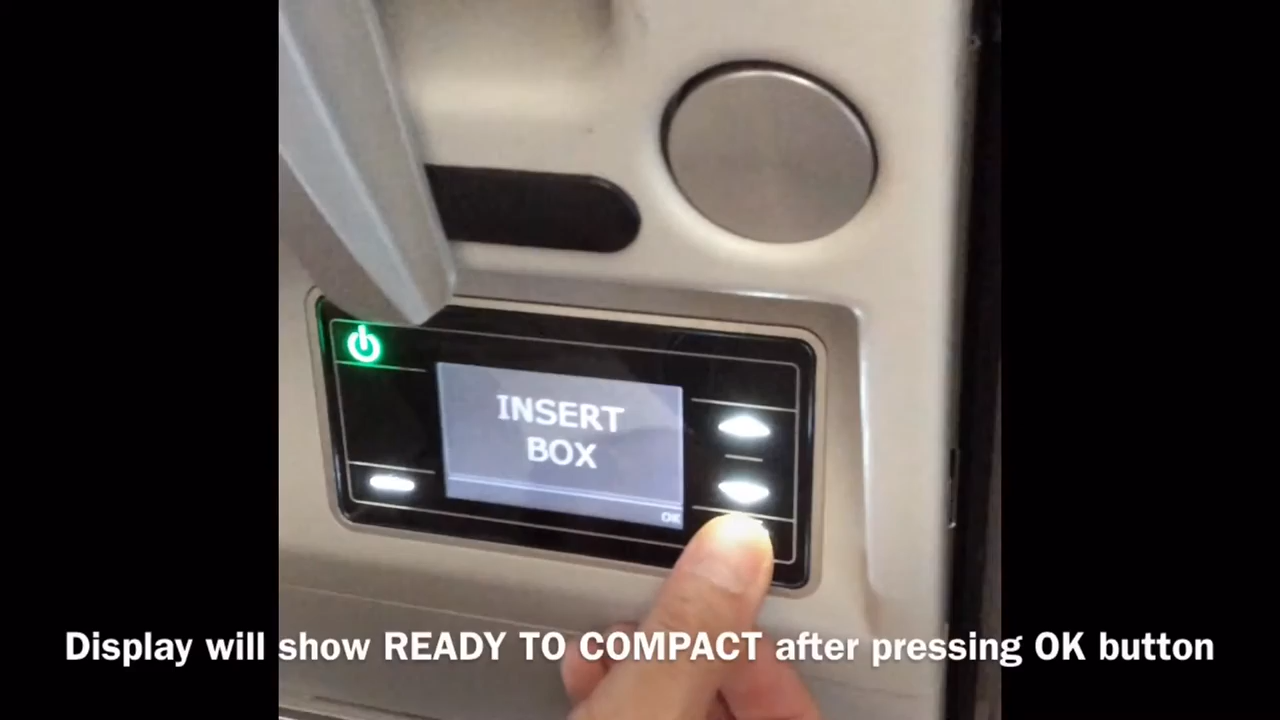 INSERT
BOX
OK
Display will show READY TO COMPACT after pressing OK button